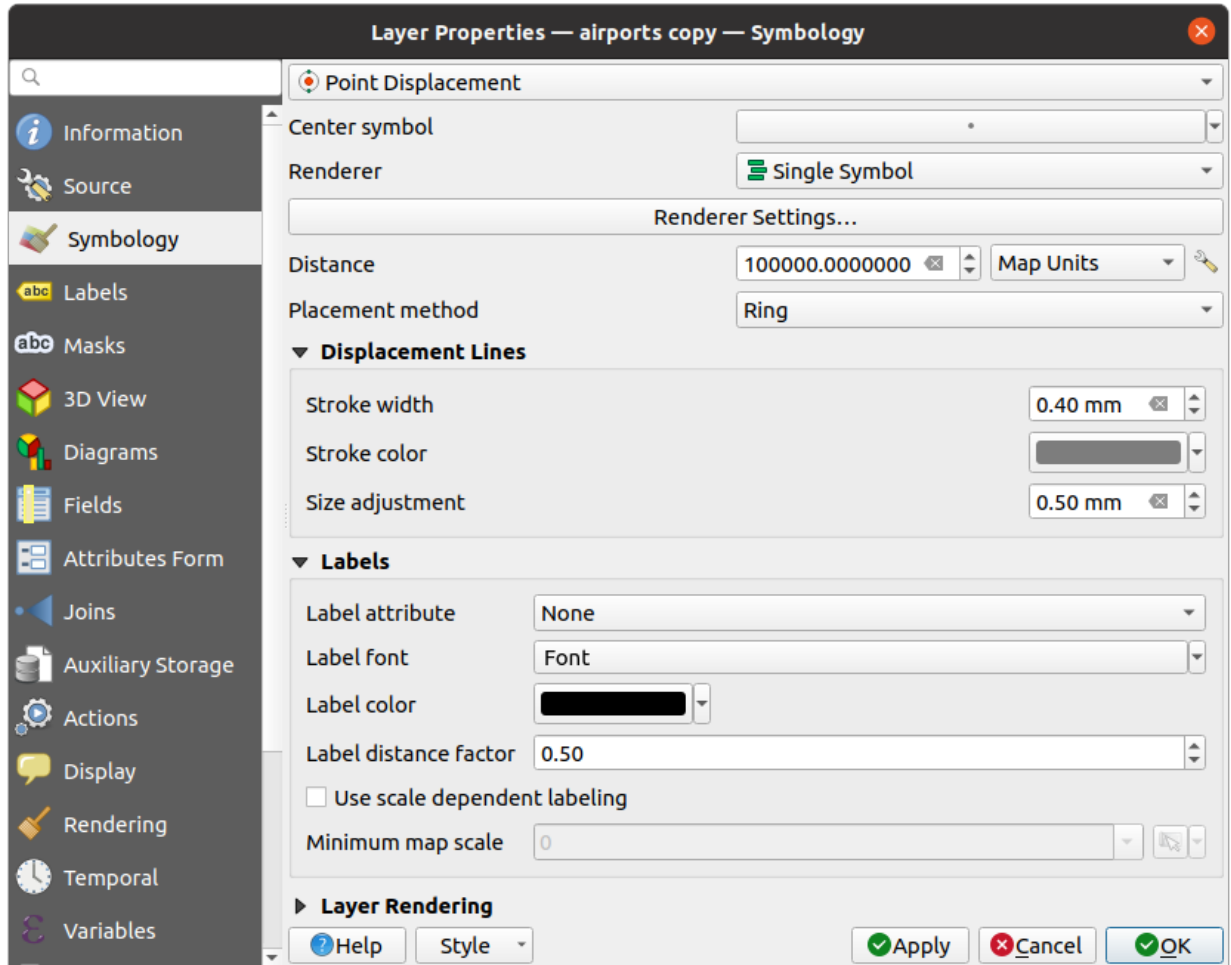 Layer Properties — airports copy — Symbology
Information
Source
Symbology
abc Labels
abc Masks
3D View
Diagrams
Fields
Attributes Form
Joins
Auxiliary Storage
Actions
Display
Rendering
Temporal
Variables
Point Displacement
Center symbol
Renderer Single Symbol
Renderer Settings...
Distance 100000.0000000 Map Units
Placement method Ring
Displacement Lines
Stroke width 0.40 mm
Stroke color
Size adjustment 0.50 mm
Labels
Label attribute None
Label font Font
Label color
Label distance factor 0.50
Use scale dependent labeling
Minimum map scale 0
Layer Rendering
Help Style Apply Cancel OK